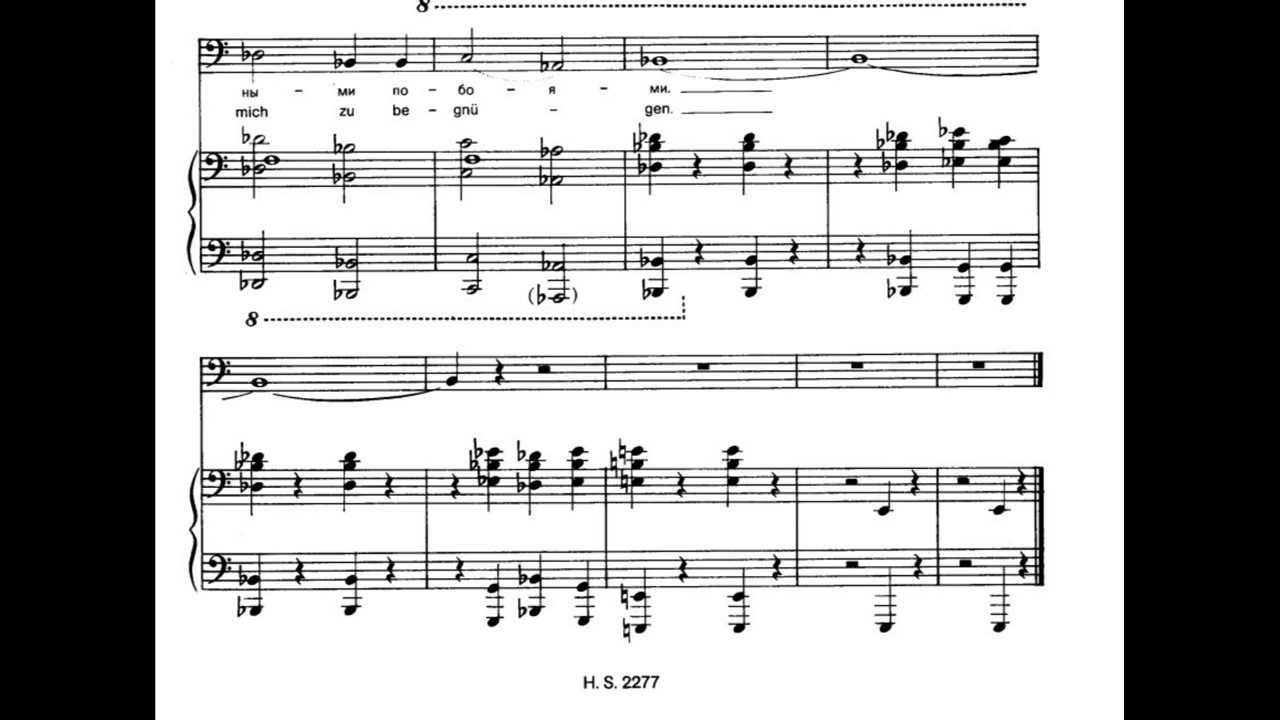 8
ны - ми по - бо - я - ми.
mich zu be - gnü - gen.
8
H. S. 2277